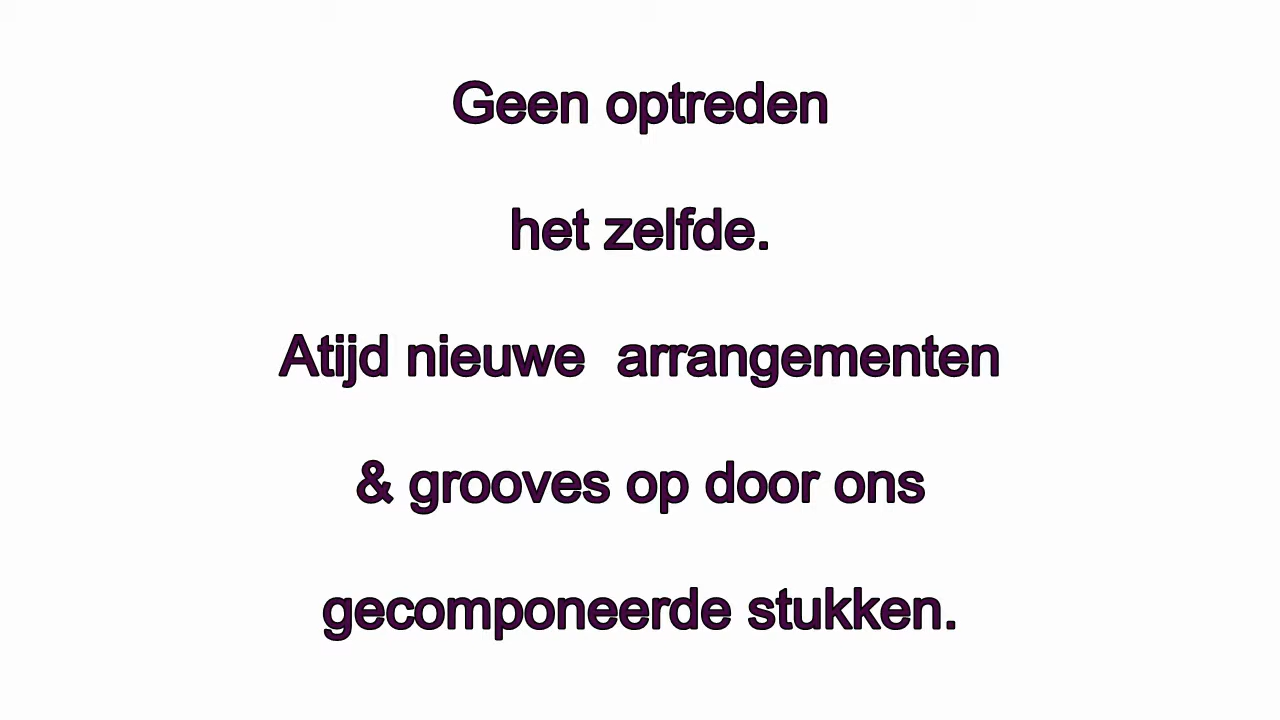 Geen optreden
het zelfde.
Atijd nieuwe  arrangementen
& grooves op door ons
gecomponeerde stukken.